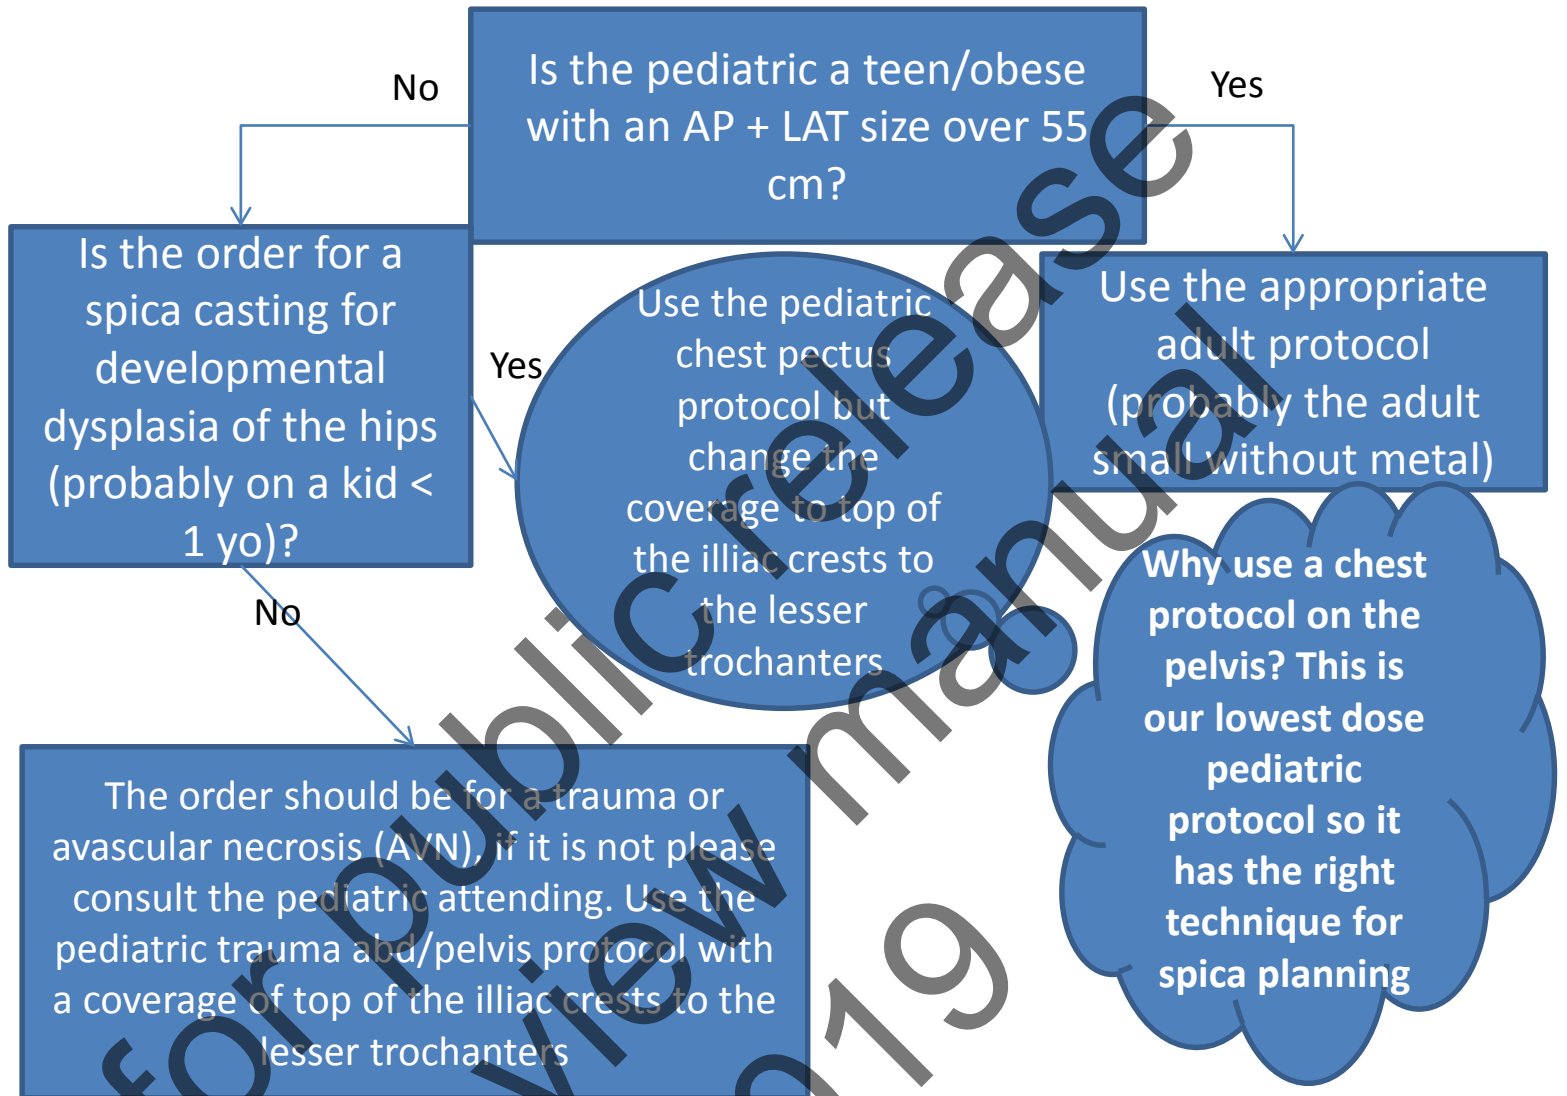 Is the pediatric a teen/obese
with an AP + LAT size over 55
cm?
No
Yes
Is the order for a
spica casting for
developmental
dysplasia of the hips
(probably on a kid <
1 yo)?
Yes
No
Use the pediatric
chest pectus
protocol but
change the
coverage to top of
the illiac crests to
the lesser
trochanters
Use the appropriate
adult protocol
(probably the adult
small without metal)
Why use a chest
protocol on the
pelvis? This is
our lowest dose
pediatric
protocol so it
has the right
technique for
spica planning
The order should be for a trauma or
avascular necrosis (AVN), if it is not please
consult the pediatric attending. Use the
pediatric trauma abd/pelvis protocol with
a coverage of top of the illiac crests to the
lesser trochanters
for public release
view manual
019